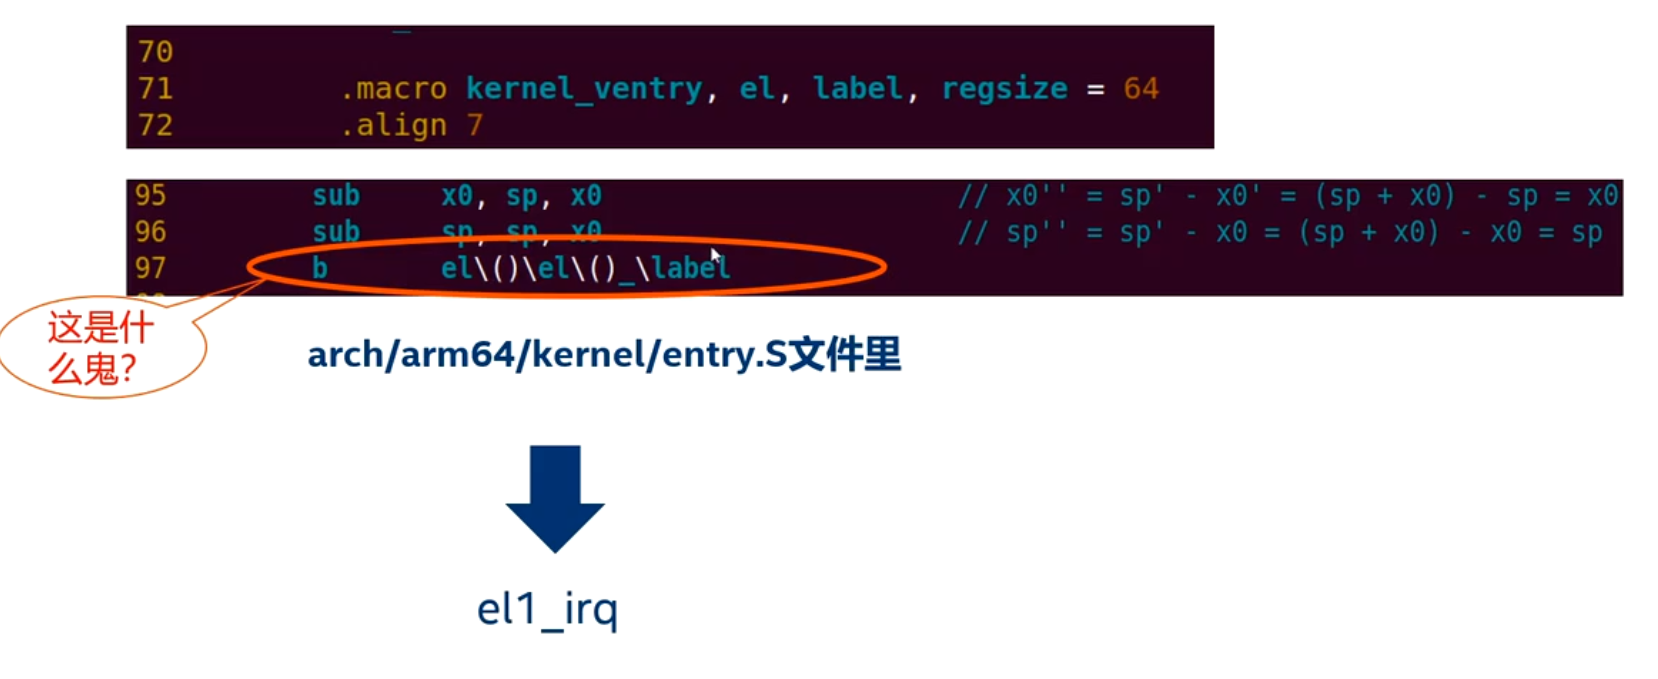 70
71 .macro kernel_ventry, el, label, regsize = 64
72 .align 7
95 sub x0, sp, x0 // x0'' = sp' - x0' = (sp + x0) - sp = x0
96 sub sp, sp, x0 // sp'' = sp' - x0 = (sp + x0) - x0 = sp
97 b el\()\el\()_\label
这是什
么鬼？
arch/arm64/kernel/entry.S文件里
el1_irq